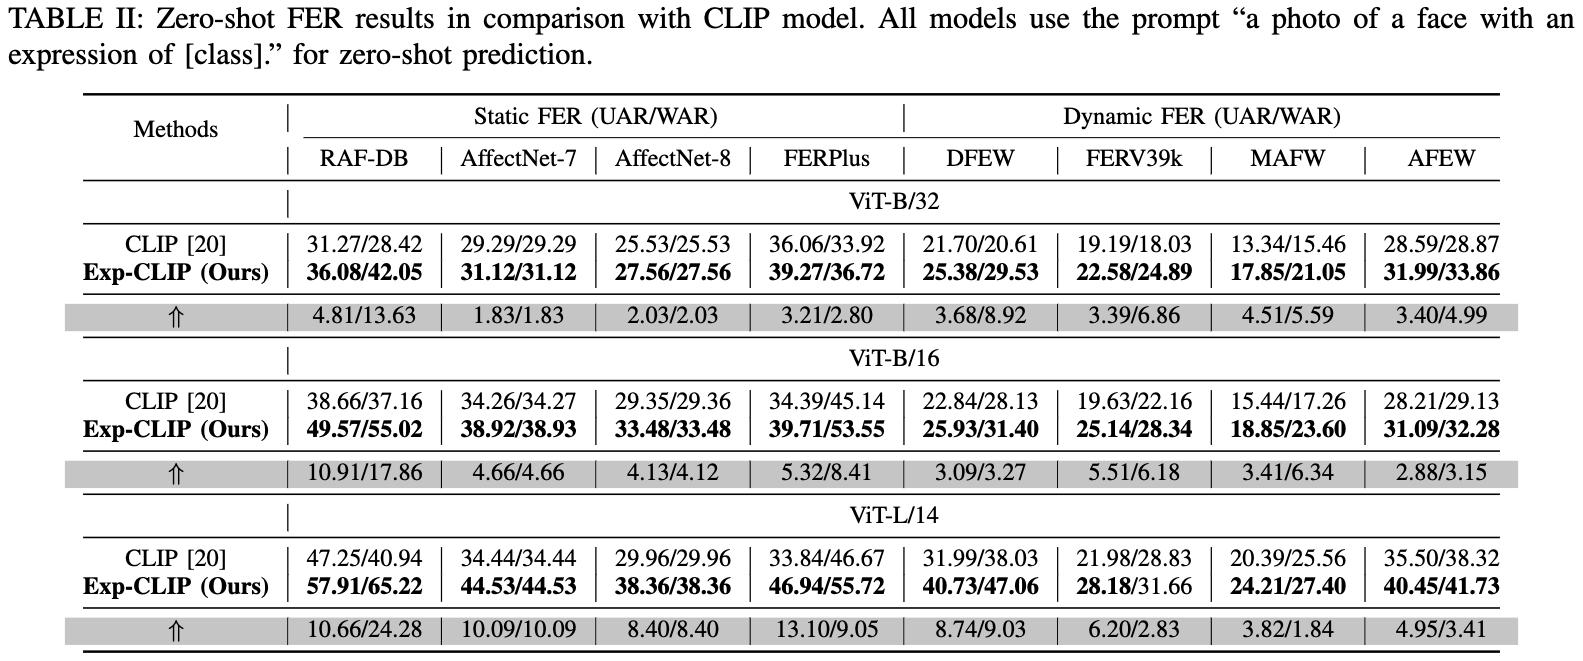 TABLE II: Zero-shot FER results in comparison with CLIP model. All models use the prompt “a photo of a face with an
expression of [class].” for zero-shot prediction.
Methods Static FER (UAR/WAR) Dynamic FER (UAR/WAR)
RAF-DB AffectNet-7 AffectNet-8 FERPlus DFEW FERV39k MAFW AFEW
ViT-B/32
CLIP [20] 31.27/28.42 29.29/29.29 25.53/25.53 36.06/33.92 21.70/20.61 19.19/18.03 13.34/15.46 28.59/28.87
Exp-CLIP (Ours) 36.08/42.05 31.12/31.12 27.56/27.56 39.27/36.72 25.38/29.53 22.58/24.89 17.85/21.05 31.99/33.86
⇑ 4.81/13.63 1.83/1.83 2.03/2.03 3.21/2.80 3.68/8.92 3.39/6.86 4.51/5.59 3.40/4.99
ViT-B/16
CLIP [20] 38.66/37.16 34.26/34.27 29.35/29.36 34.39/45.14 22.84/28.13 19.63/22.16 15.44/17.26 28.21/29.13
Exp-CLIP (Ours) 49.57/55.02 38.92/38.93 33.48/33.48 39.71/53.55 25.93/31.40 25.14/28.34 18.85/23.60 31.09/32.28
⇑ 10.91/17.86 4.66/4.66 4.13/4.12 5.32/8.41 3.09/3.27 5.51/6.18 3.41/6.34 2.88/3.15
ViT-L/14
CLIP [20] 47.25/40.94 34.44/34.44 29.96/29.96 33.84/46.67 31.99/38.03 21.98/28.83 20.39/25.56 35.50/38.32
Exp-CLIP (Ours) 57.91/65.22 44.53/44.53 38.36/38.36 46.94/55.72 40.73/47.06 28.18/31.66 24.21/27.40 40.45/41.73
⇑ 10.66/24.28 10.09/10.09 8.40/8.40 13.10/9.05 8.74/9.03 6.20/2.83 3.82/1.84 4.95/3.41